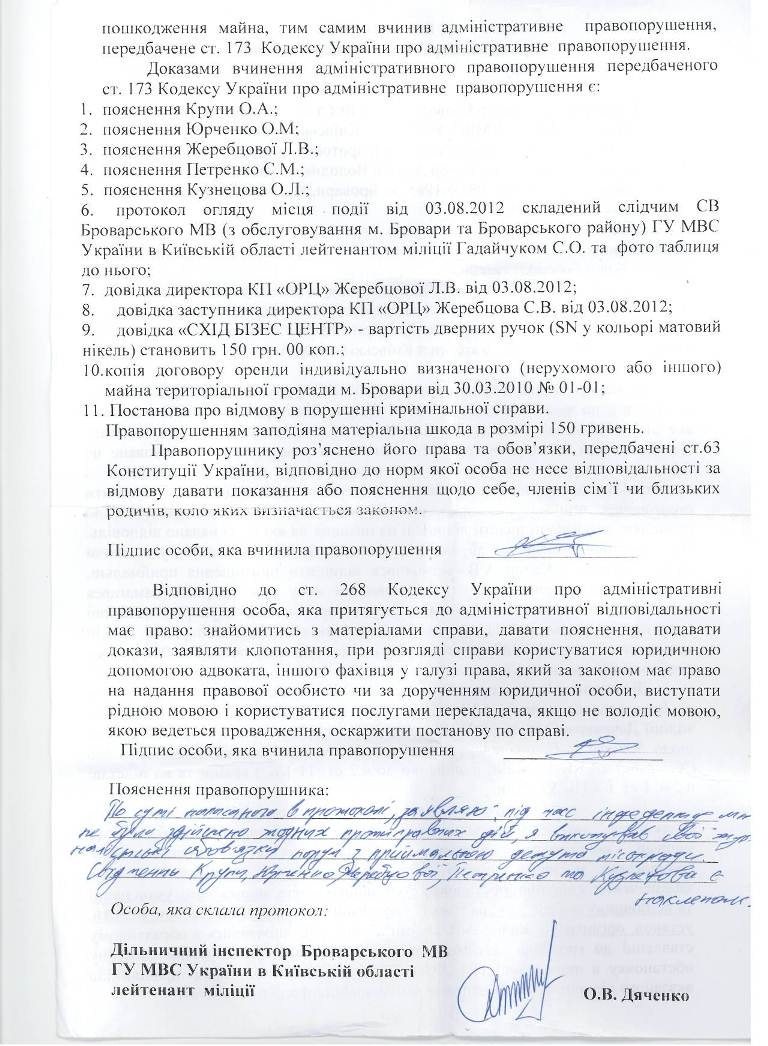 пошкодження майна, тим самим вчинив адміністративне правопорушення,
передбачене ст. 173 Кодексу України про адміністративне правопорушення.
Доказами вчинення адміністративного правопорушення передбаченого
ст. 173 Кодексу України про адміністративне правопорушення є:
1. пояснення Крупи О.А.;
2. пояснення Юрченко О.М;
3. пояснення Жеребцової Л.В.;
4. пояснення Петренко С.М.;
5. пояснення Кузнецова О.Л.;
6. протокол огляду місця події від 03.08.2012 складений слідчим СВ
Броварського МВ (з обслуговування м. Бровари та Броварського району) ГУ МВС
України в Київській області лейтенантом міліції Гадайчуком С.О. та фото таблиця
до нього;
7. довідка директора КП «ОРЦ» Жеребцової Л.В. від 03.08.2012;
8. довідка заступника директора КП «ОРЦ» Жеребцова С.В. від 03.08.2012;
9. довідка «СХІД БІЗЕС ЦЕНТР» - вартість дверних ручок (SN у кольорі матовий
нікель) становить 150 грн. 00 коп.;
10.копія договору оренди індивідуально визначеного (нерухомого або іншого)
майна територіальної громади м. Бровари від 30.03.2010 № 01-01;
11. Постанова про відмову в порушенні кримінальної справи.
Правопорушенням заподіяна матеріальна шкода в розмірі 150 гривень.
Правопорушнику роз’яснено його права та обов’язки, передбачені ст.63
Конституції України, відповідно до норм якої особа не несе відповідальності за
відмову давати показання або пояснення щодо себе, членів сім´ї чи близьких
родичів, коло яких визначається законом.
Підпис особи, яка вчинила правопорушення
Відповідно до ст. 268 Кодексу України про адміністративні
правопорушення особа, яка притягується до адміністративної відповідальності
має право: знайомитись з матеріалами справи, давати пояснення, подавати
докази, заявляти клопотання, при розгляді справи користуватися юридичною
допомогою адвоката, іншого фахівця у галузі права, який за законом має право
на надання правової особисто чи за дорученням юридичної особи, виступати
рідною мовою і користуватися послугами перекладача, якщо не володіє мовою,
якою ведеться провадження, оскаржити постанову по справі.
Підпис особи, яка вчинила правопорушення
Пояснення правопорушника:
По суті написаного в протоколі, заявляю, під час інциденту мною
не було здійснено жодних протиправних дій, я виконував свої журналістські
обов'язки поруч з приймальною депутата міськради.
Свідчення Крупи, Юрченко, Жеребцової, Петренко та Кузнецова є
наклепом.
Особа, яка склала протокол:
Дільничний інспектор Броварського МВ
ГУ МВС України в Київській області
лейтенант міліції
О.В. Дяченко